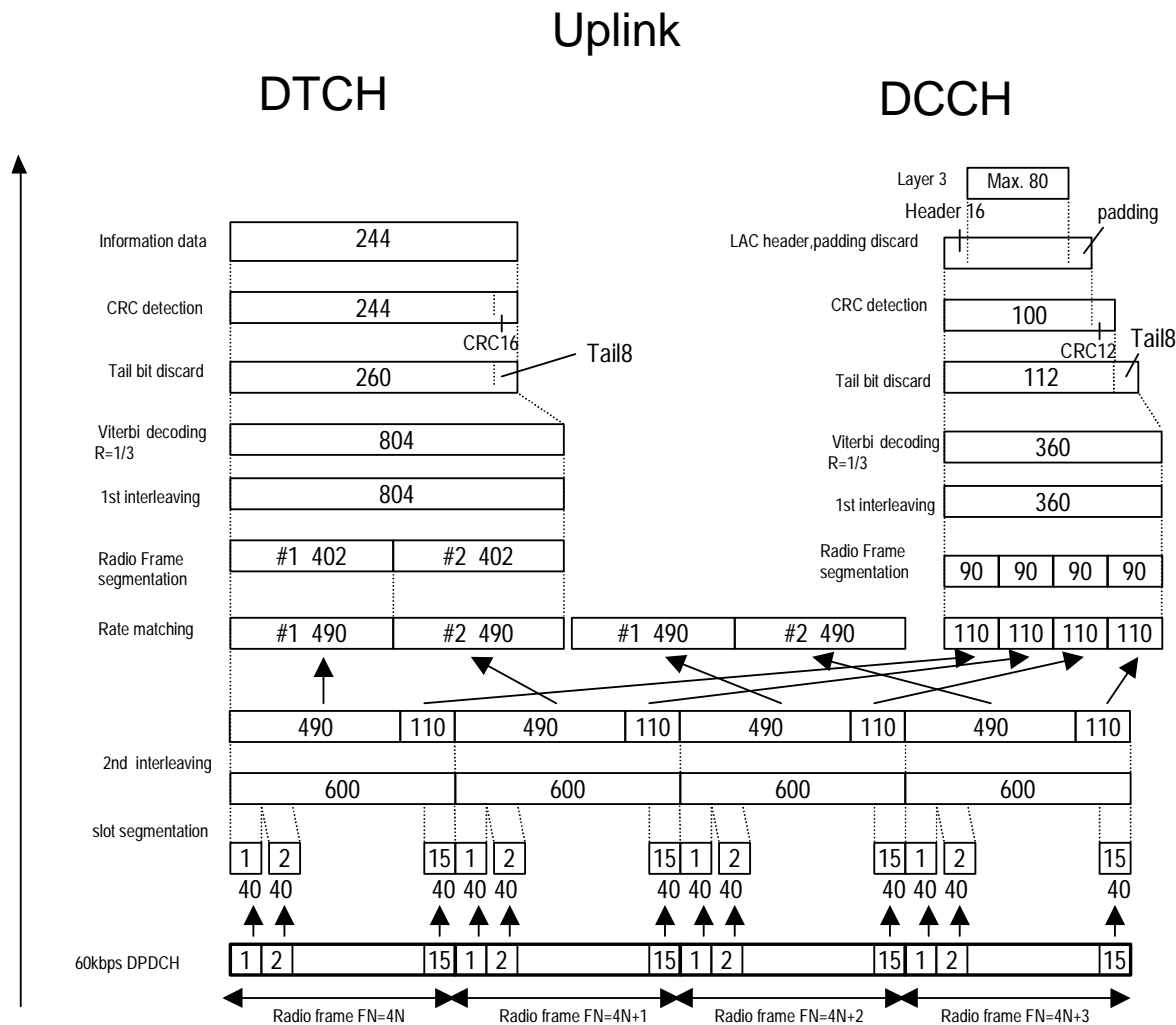 Uplink
DTCH DCCH
Layer 3 Max. 80
Header 16 padding
Information data 244 LAC header,padding discard
CRC detection 244 CRC detection 100
CRC16 Tail8 CRC12 Tail8
Tail bit discard 260 Tail bit discard 112
Viterbi decoding
R=1/3 804 Viterbi decoding
R=1/3 360
1st interleaving 804 1st interleaving 360
Radio Frame
segmentation #1 402 #2 402 Radio Frame
segmentation 90 90 90 90
Rate matching #1 490 #2 490 #1 490 #2 490 110 110 110 110
490 110 490 110 490 110 490 110
2nd interleaving
600 600 600 600
slot segmentation
1 2 15 1 2 15 1 2 15 1 2 15
40 40 40 40 40 40 40 40 40 40 40 40
60kbps DPDCH 1 2 15 1 2 15 1 2 15 1 2 15
Radio frame FN=4N Radio frame FN=4N+1 Radio frame FN=4N+2 Radio frame FN=4N+3